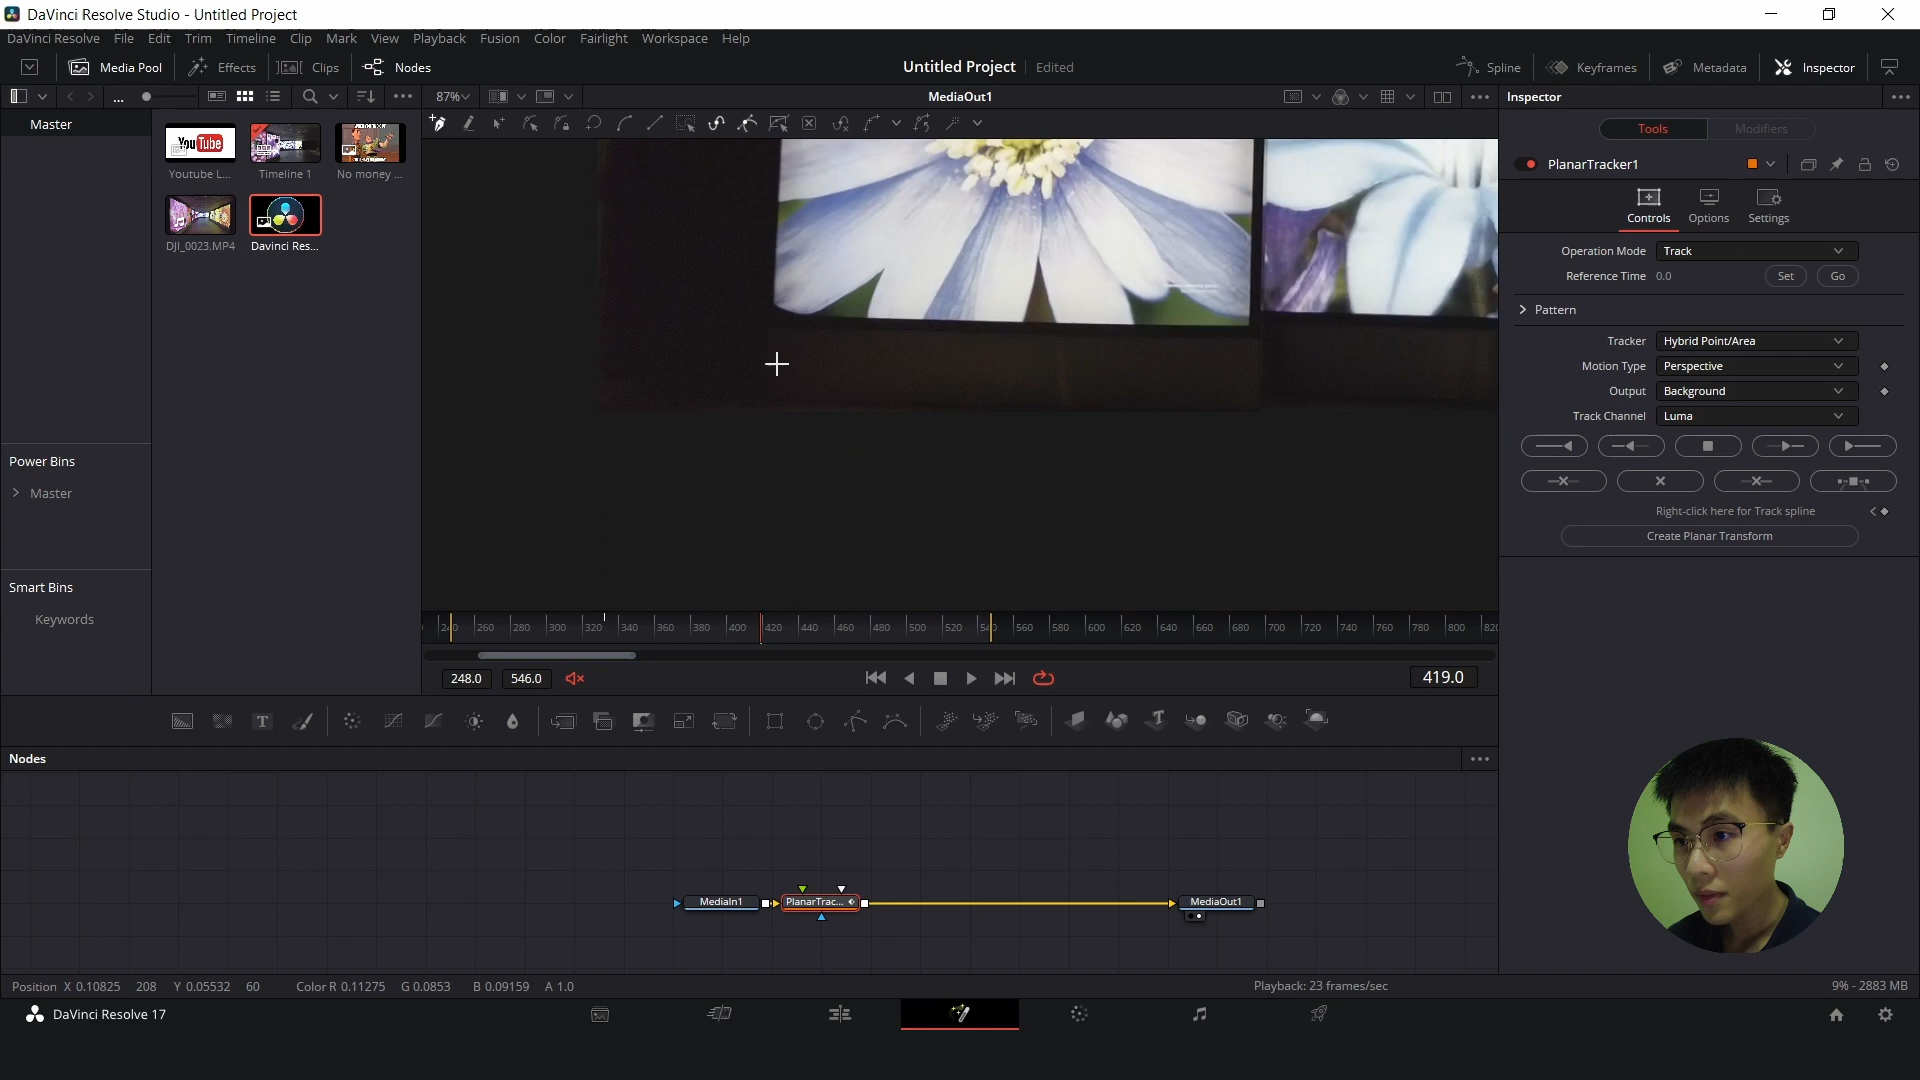 DaVinci Resolve Studio - Untitled Project
DaVinci Resolve File Edit Trim Timeline Clip Mark View Playback Fusion Color Fairlight Workspace Help
Media Pool Effects Clips Nodes Untitled Project Edited Spline Keyframes Metadata Inspector
... 87% MediaOut1 Inspector
Master
YouTube
Youtube L... Timeline 1 No money ...
DJI_0023.MP4 Davinci Res...
Tools Modifiers
PlanarTracker1
Controls Options Settings
Operation Mode Track
Reference Time 0.0 Set Go
Pattern
Tracker Hybrid Point/Area
Motion Type Perspective
Output Background
Track Channel Luma
Right-click here for Track spline
Create Planar Transform
Power Bins
Master
Smart Bins
Keywords
240 260 280 300 320 340 360 380 400 420 440 460 480 500 520 540 560 580 600 620 640 660 680 700 720 740 760 780 800 820
248.0 546.0 419.0
T
Nodes
MediaIn1 PlanarTrac... MediaOut1
Position X 0.10825 208 Y 0.05532 60 Color R 0.11275 G 0.0853 B 0.09159 A 1.0 Playback: 23 frames/sec 9% - 2883 MB
DaVinci Resolve 17